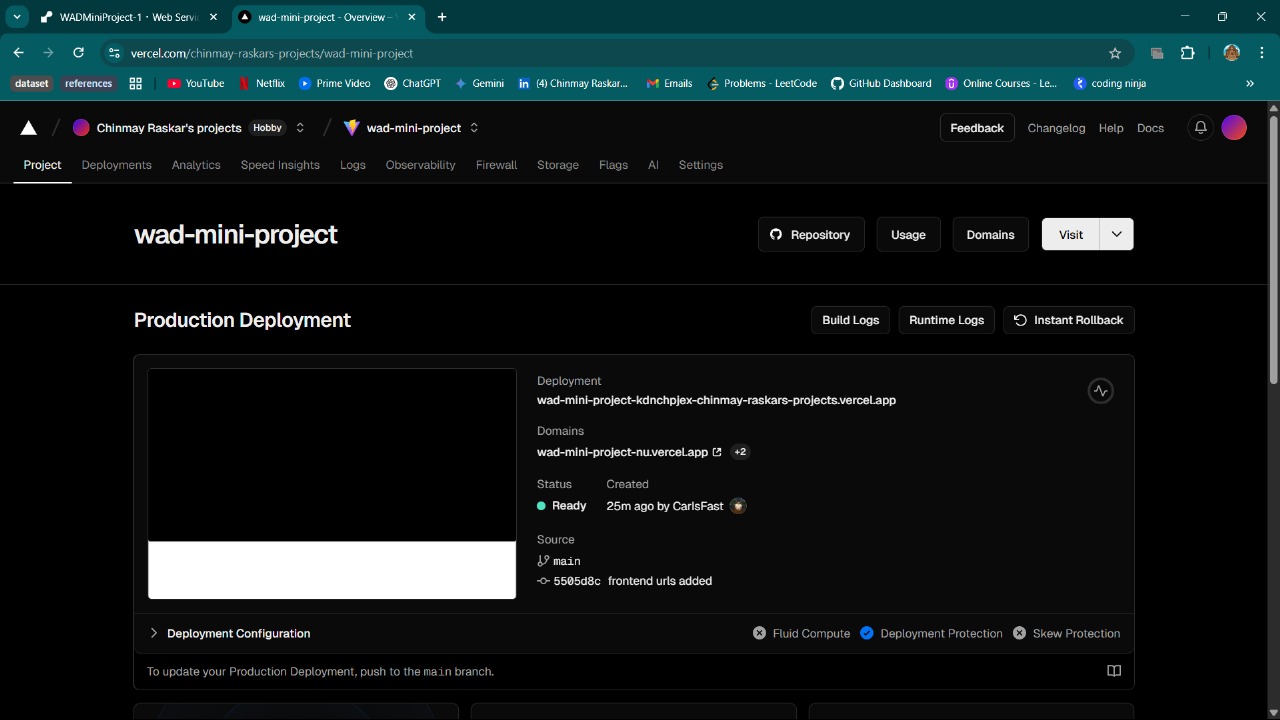 WADMiniProject-1 · Web Servic
wad-mini-project - Overview –
vercel.com/chinmay-raskars-projects/wad-mini-project
dataset references YouTube Netflix Prime Video ChatGPT Gemini (4) Chinmay Raskar... Emails Problems - LeetCode GitHub Dashboard Online Courses - Le... coding ninja »
Chinmay Raskar's projects Hobby wad-mini-project Feedback Changelog Help Docs
Project Deployments Analytics Speed Insights Logs Observability Firewall Storage Flags AI Settings
wad-mini-project Repository Usage Domains Visit
Production Deployment Build Logs Runtime Logs Instant Rollback
Deployment
wad-mini-project-kdnchpjex-chinmay-raskars-projects.vercel.app
Domains
wad-mini-project-nu.vercel.app +2
Status Created
Ready 25m ago by CarIsFast
Source
main
5505d8c frontend urls added
Deployment Configuration Fluid Compute Deployment Protection Skew Protection
To update your Production Deployment, push to the main branch.